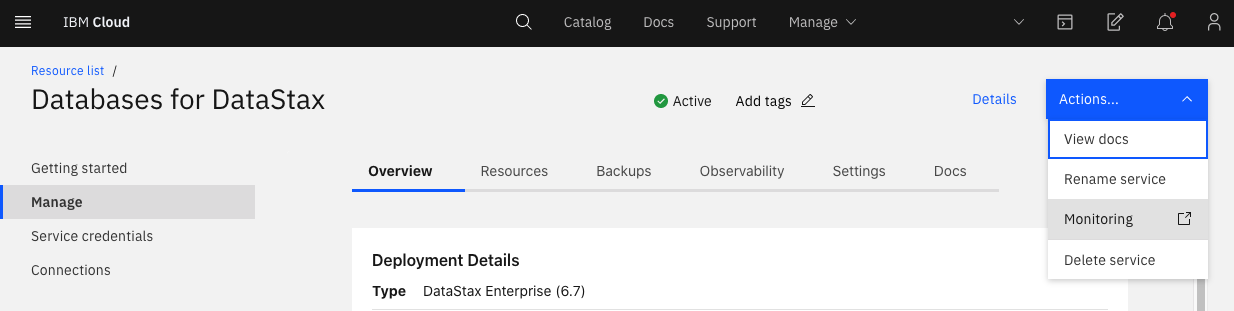 IBM Cloud Catalog Docs Support Manage
Resource list /
Databases for DataStax Active Add tags Details Actions...
View docs
Getting started Overview Resources Backups Observability Settings Docs
Rename service
Manage
Monitoring
Service credentials
Deployment Details Delete service
Connections
Type DataStax Enterprise (6.7)